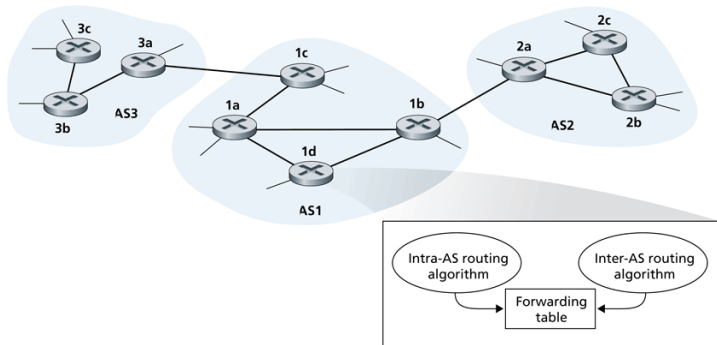 3c
3a
3b
AS3
1c
1a
1b
1d
AS1
2c
2a
2b
AS2
Intra-AS routing
algorithm
Inter-AS routing
algorithm
Forwarding
table